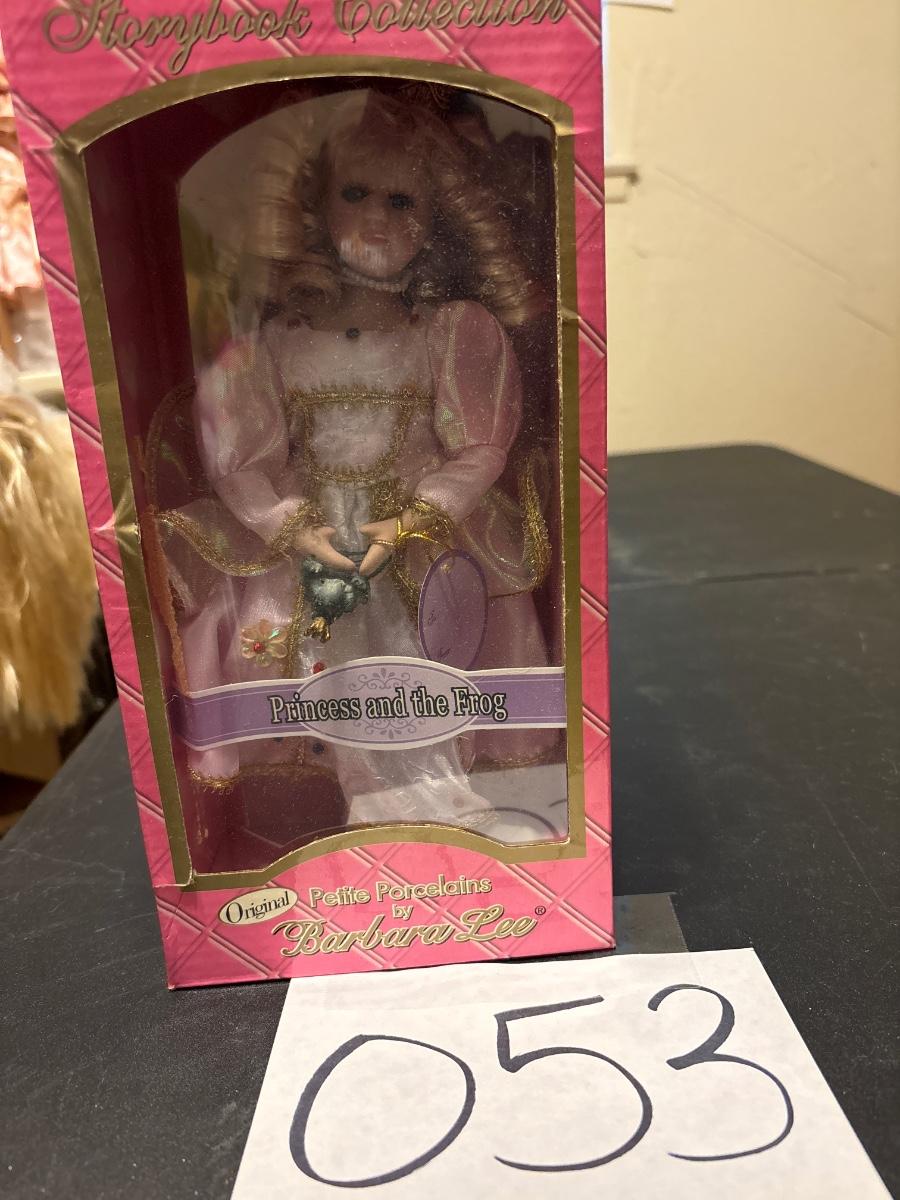 Storybook Collection
Princess and the Frog
Original
Petite Porcelains
by
Barbara Lee®
053